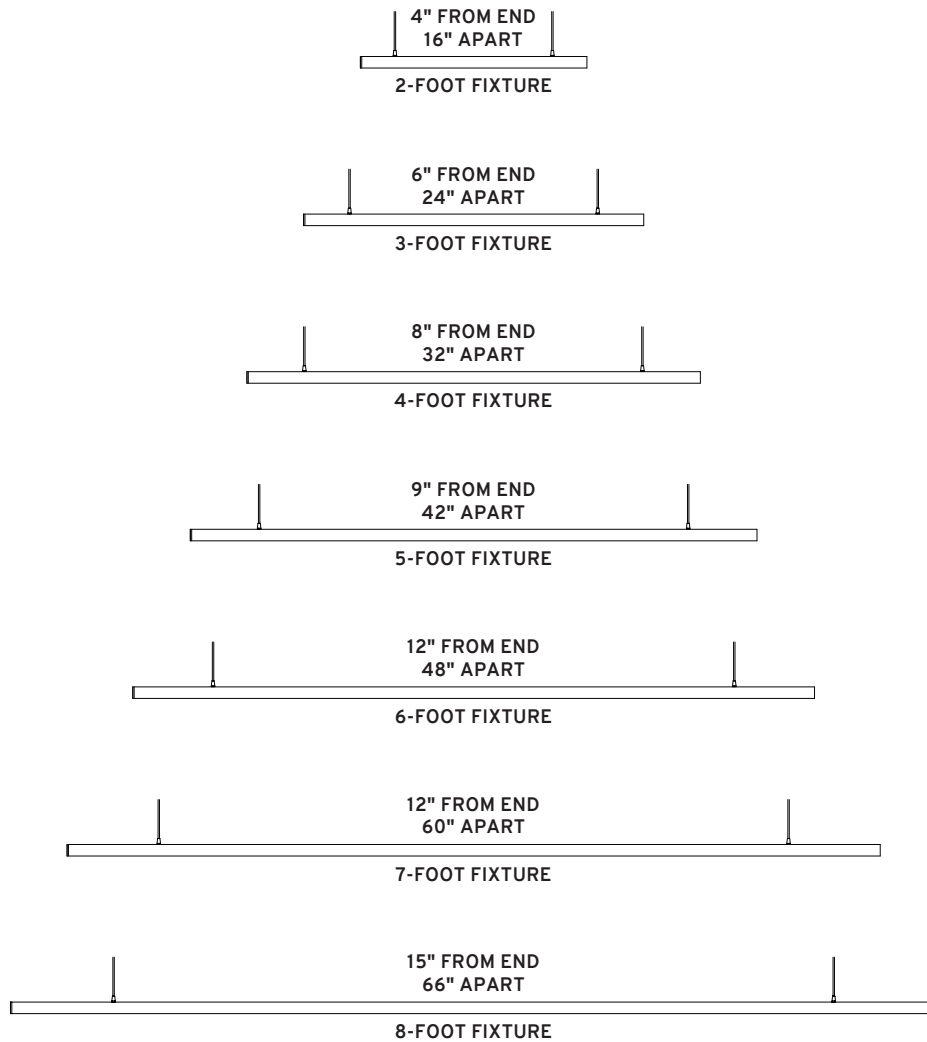 4" FROM END
16" APART
2-FOOT FIXTURE
6" FROM END
24" APART
3-FOOT FIXTURE
8" FROM END
32" APART
4-FOOT FIXTURE
9" FROM END
42" APART
5-FOOT FIXTURE
12" FROM END
48" APART
6-FOOT FIXTURE
12" FROM END
60" APART
7-FOOT FIXTURE
15" FROM END
66" APART
8-FOOT FIXTURE